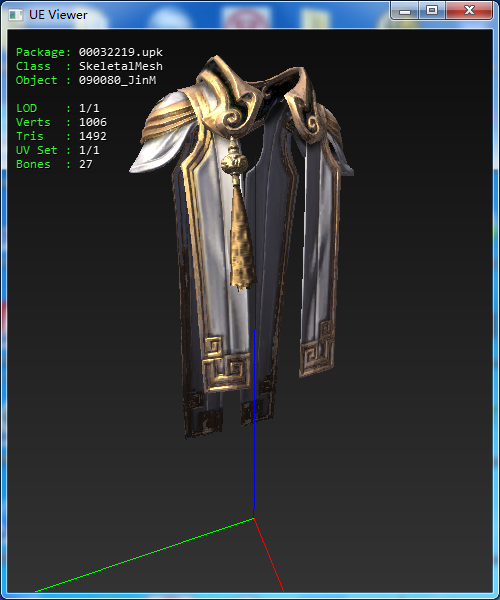 UE Viewer
Package: 00032219.upk
Class : SkeletalMesh
Object : 090080_JinM
LOD : 1/1
Verts : 1006
Tris : 1492
UV Set : 1/1
Bones : 27